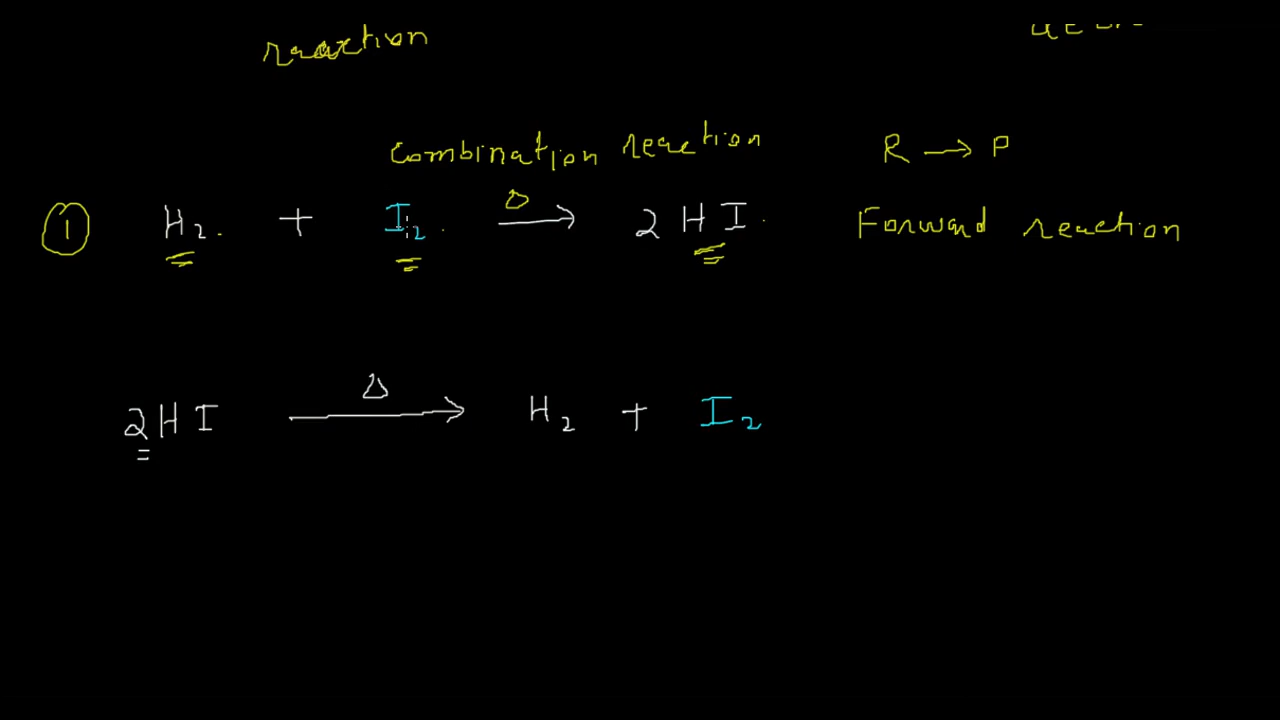 reaction
Combination reaction R → P
① H₂. + I₂. Δ→ 2HI. Forward reaction
2HI Δ→ H₂ + I₂